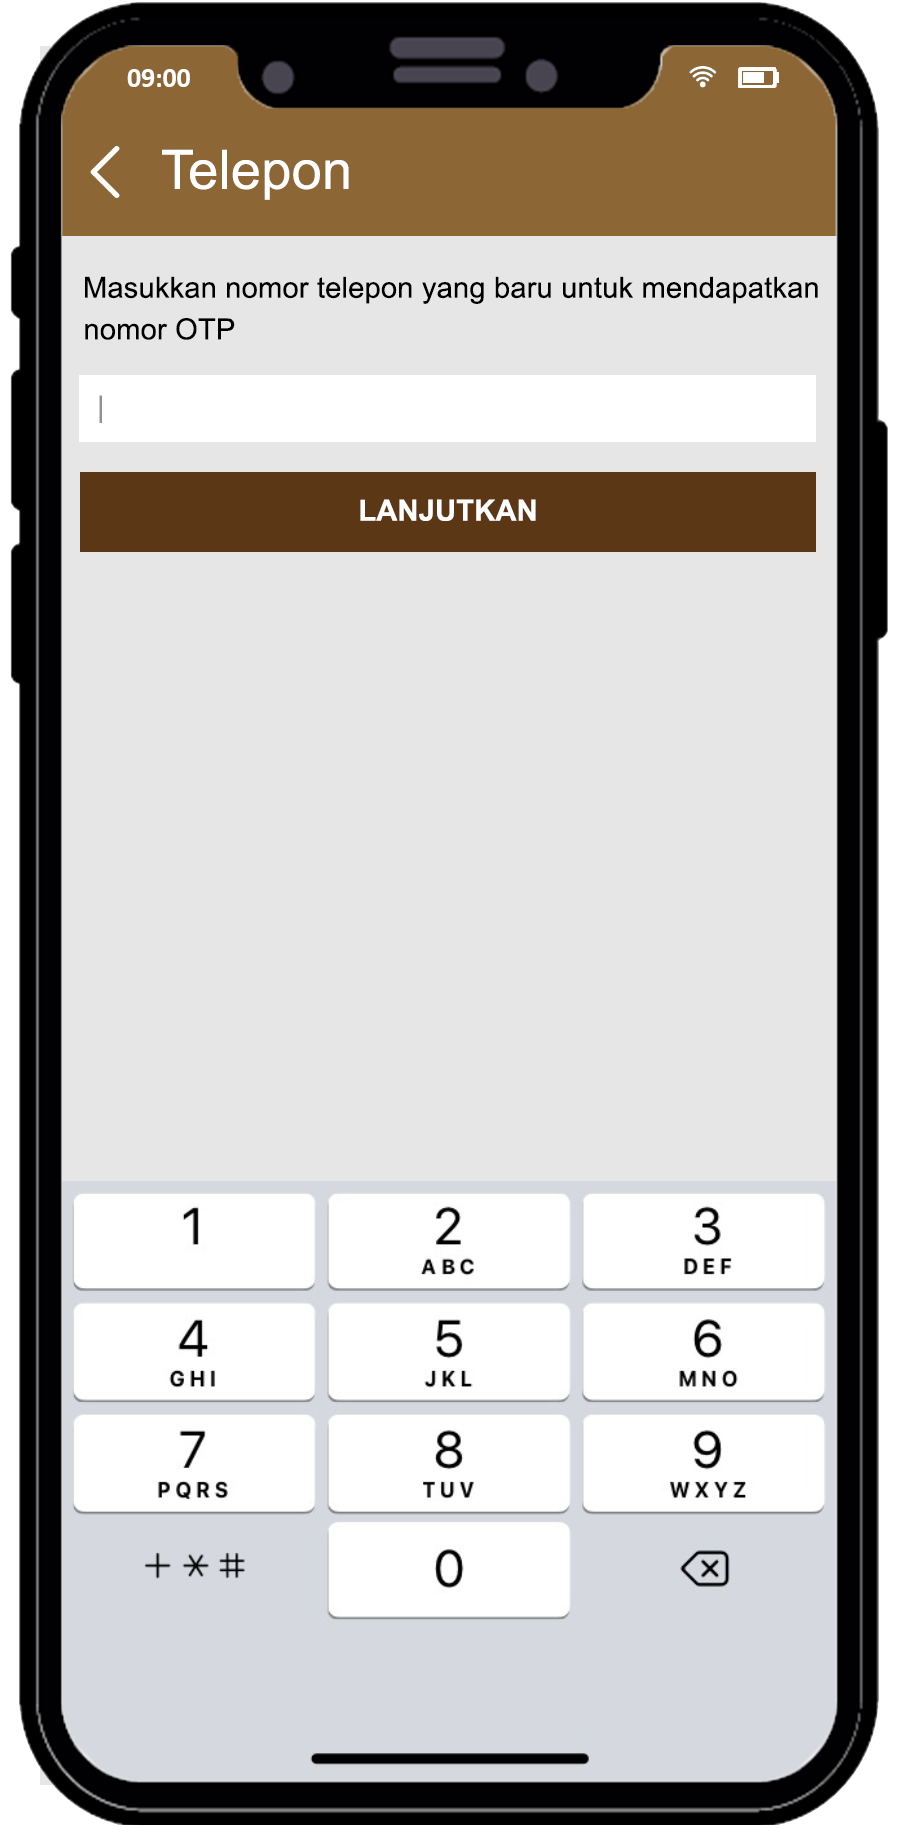 09:00
Telepon
Masukkan nomor telepon yang baru untuk mendapatkan
nomor OTP
LANJUTKAN
1 2 3
ABC DEF
4 5 6
GHI JKL MNO
7 8 9
PQRS TUV WXYZ
+ * # 0